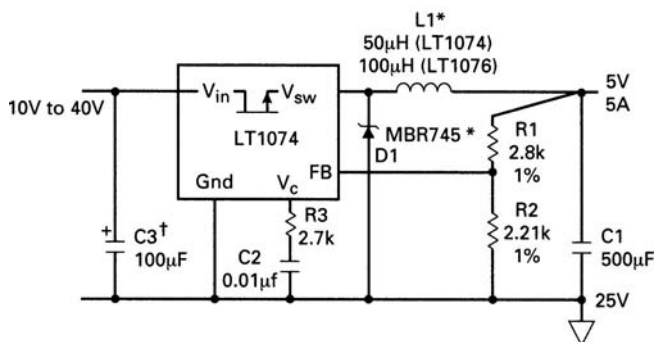 L1*
50μH (LT1074)
100μH (LT1076)
10V to 40V
Vin
Vsw
LT1074
Gnd
Vc
FB
MBR745 *
D1
5V
5A
R1
2.8k
1%
R2
2.21k
1%
R3
2.7k
C2
0.01μf
+
C3†
100μF
C1
500μF
25V